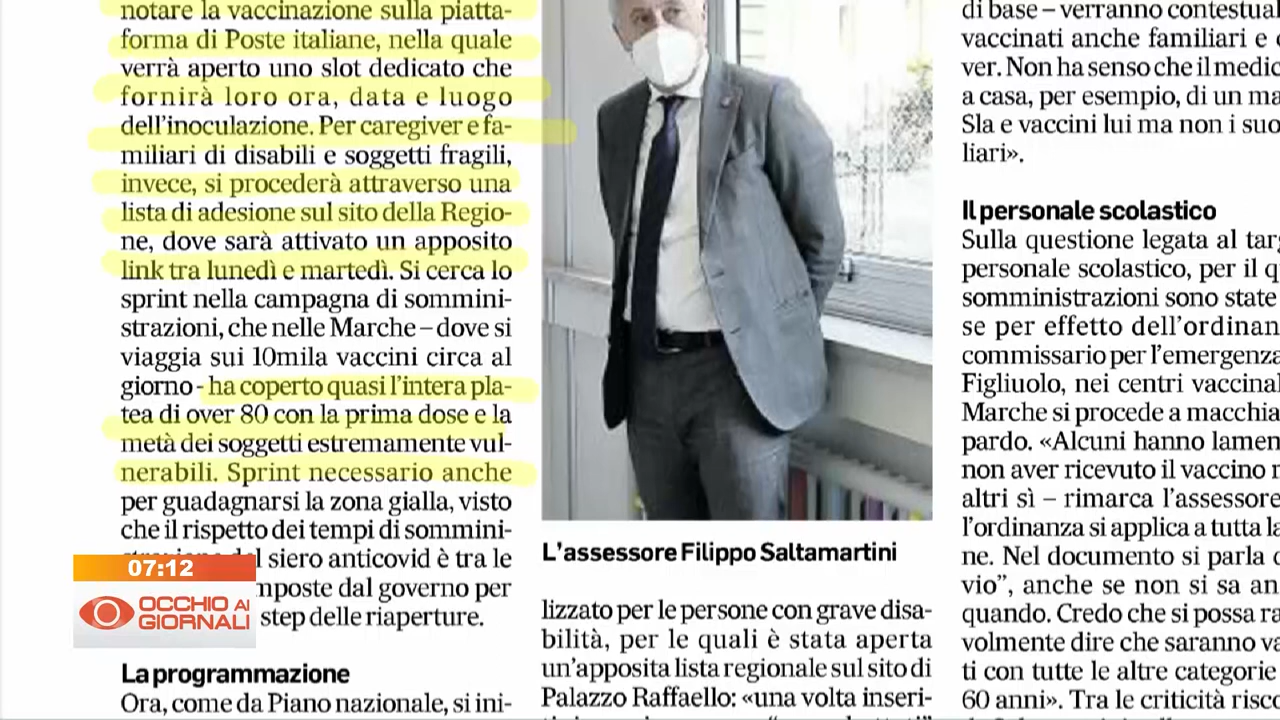 notare la vaccinazione sulla piatta-
forma di Poste italiane, nella quale
verrà aperto uno slot dedicato che
fornirà loro ora, data e luogo
dell'inoculazione. Per caregiver e fa-
miliari di disabili e soggetti fragili,
invece, si procederà attraverso una
lista di adesione sul sito della Regio-
ne, dove sarà attivato un apposito
link tra lunedì e martedì. Si cerca lo
sprint nella campagna di sommini-
strazioni, che nelle Marche – dove si
viaggia sui 10mila vaccini circa al
giorno - ha coperto quasi l'intera pla-
tea di over 80 con la prima dose e la
metà dei soggetti estremamente vul-
nerabili. Sprint necessario anche
per guadagnarsi la zona gialla, visto
che il rispetto dei tempi di sommini-
siero anticovid è tra le
mposte dal governo per
step delle riaperture.
La programmazione
Ora, come da Piano nazionale, si ini-
07:12
OCCHIO AI
GIORNALI
L'assessore Filippo Saltamartini
lizzato per le persone con grave disa-
bilità, per le quali è stata aperta
un'apposita lista regionale sul sito di
Palazzo Raffaello: «una volta inseri-
di base – verranno contestual
vaccinati anche familiari e
ver. Non ha senso che il medic
a casa, per esempio, di un ma
Sla e vaccini lui ma non i suo
liari».
Il personale scolastico
Sulla questione legata al targ
personale scolastico, per il q
somministrazioni sono state
se per effetto dell'ordinan
commissario per l'emergenza
Figliuolo, nei centri vaccinal
Marche si procede a macchia
pardo. «Alcuni hanno lamen
non aver ricevuto il vaccino
altri sì – rimarca l'assessore
l'ordinanza si applica a tutta la
ne. Nel documento si parla
vio", anche se non si sa an
quando. Credo che si possa ra
volmente dire che saranno va
ti con tutte le altre categorie
60 anni». Tra le criticità risco